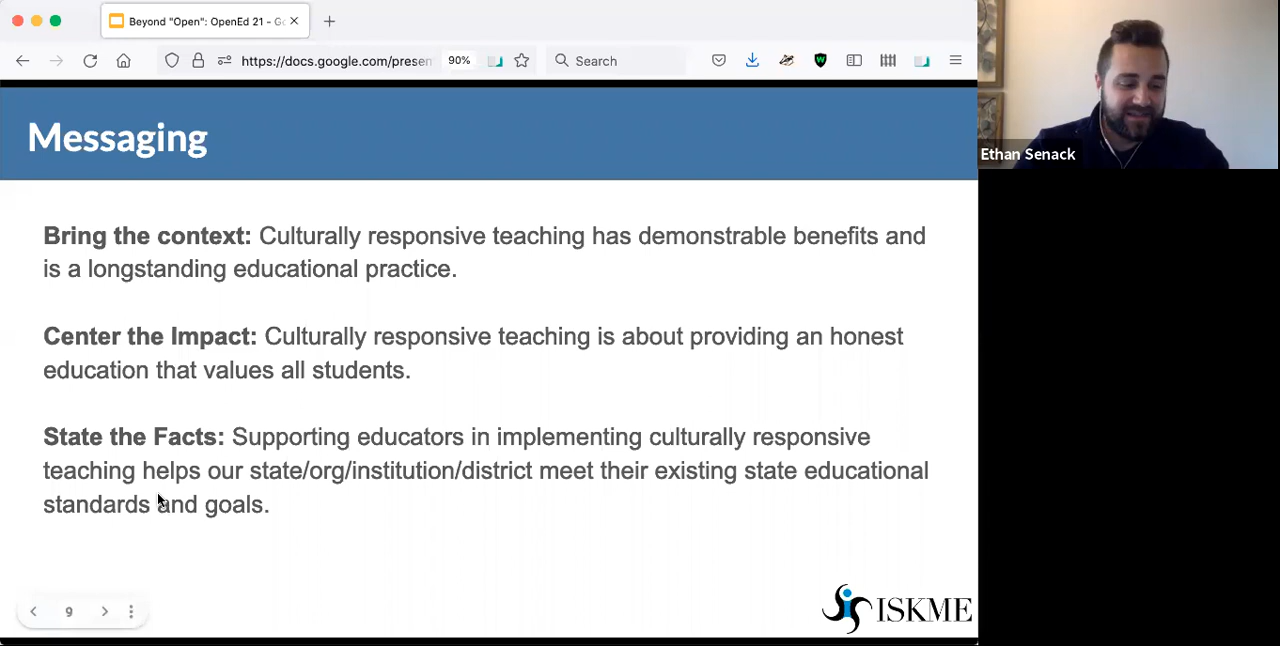 Beyond "Open": OpenEd 21 - Go
https://docs.google.com/presen
90%
Search
Messaging
Ethan Senack
Bring the context: Culturally responsive teaching has demonstrable benefits and
is a longstanding educational practice.
Center the Impact: Culturally responsive teaching is about providing an honest
education that values all students.
State the Facts: Supporting educators in implementing culturally responsive
teaching helps our state/org/institution/district meet their existing state educational
standards and goals.
9
ISKME